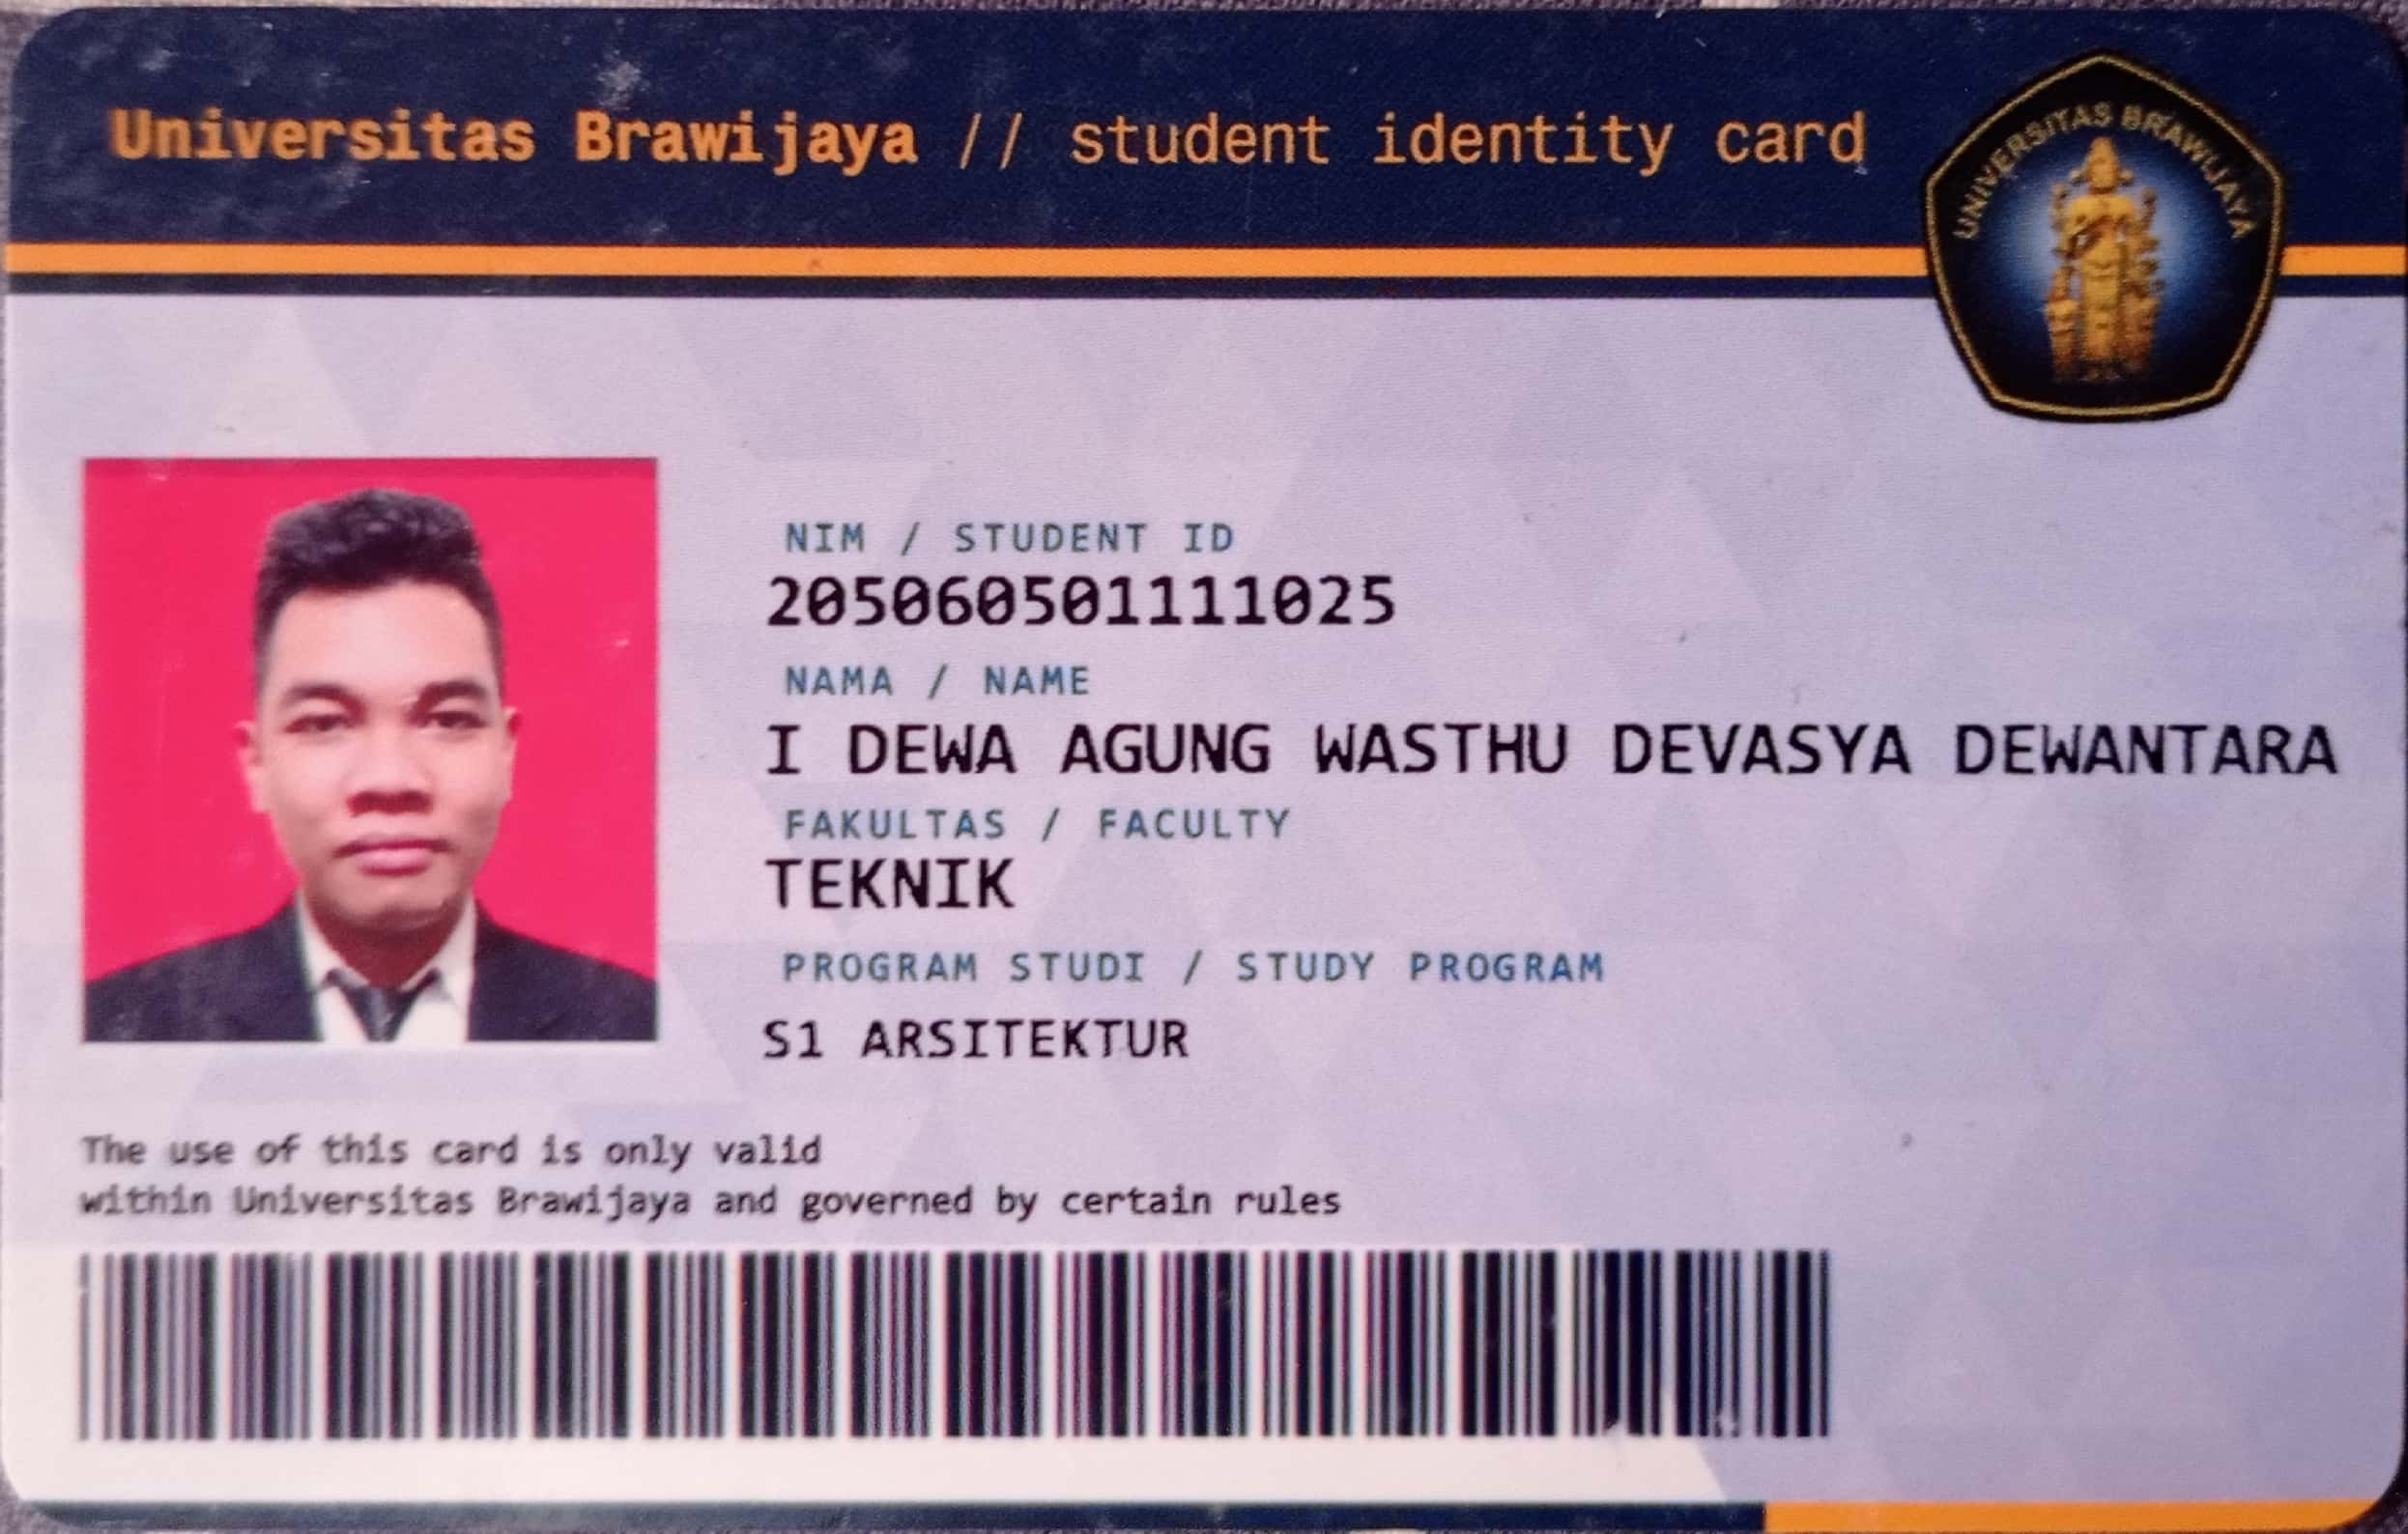 Universitas Brawijaya // student identity card
UNIVERSITAS BRAWIJAYA
NIM / STUDENT ID
205060501111025
NAMA / NAME
I DEWA AGUNG WASTHU DEVASYA DEWANTARA
FAKULTAS / FACULTY
TEKNIK
PROGRAM STUDI / STUDY PROGRAM
S1 ARSITEKTUR
The use of this card is only valid
within Universitas Brawijaya and governed by certain rules